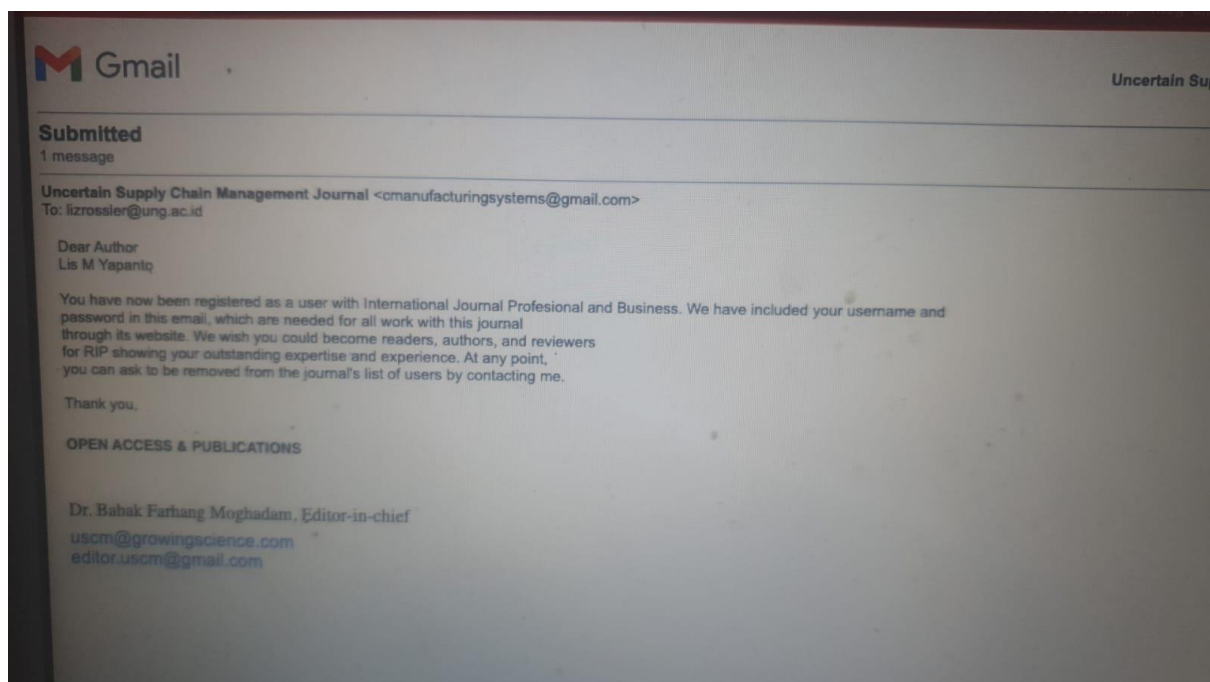 Gmail
Uncertain Su
Submitted
1 message
Uncertain Supply Chain Management Journal <cmanufacturingsystems@gmail.com>
To: lizrossler@ung.ac.id
Dear Author
Lis M Yapanto
You have now been registered as a user with International Journal Profesional and Business. We have included your username and
password in this email, which are needed for all work with this journal
through its website. We wish you could become readers, authors, and reviewers
for RIP showing your outstanding expertise and experience. At any point,
you can ask to be removed from the journal's list of users by contacting me.
Thank you,
OPEN ACCESS & PUBLICATIONS
Dr. Babak Farhang Moghadam, Editor-in-chief
uscm@growingscience.com
editor.uscm@gmail.com